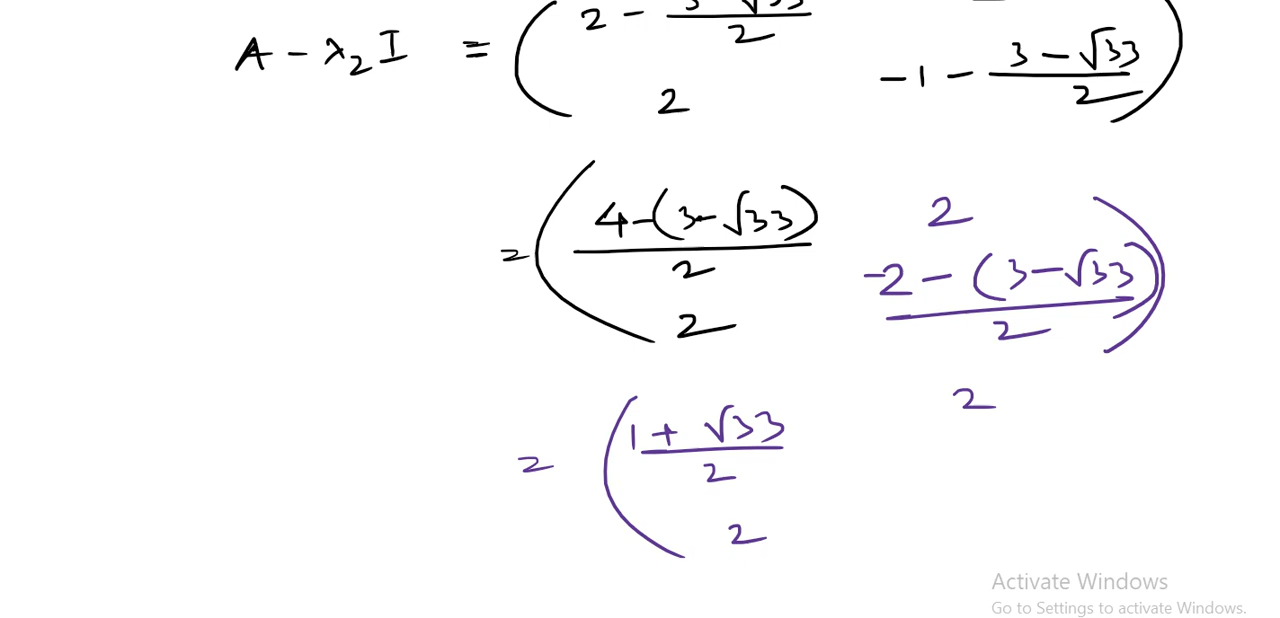 A - λ₂I = ( 2 - (3 - √33)/2
2 -1 - (3 - √33)/2 )
= ( (4-(3-√33))/2 2
2 (-2 - (3-√33))/2 )
= ( (1 + √33)/2 2
2
Activate Windows
Go to Settings to activate Windows.